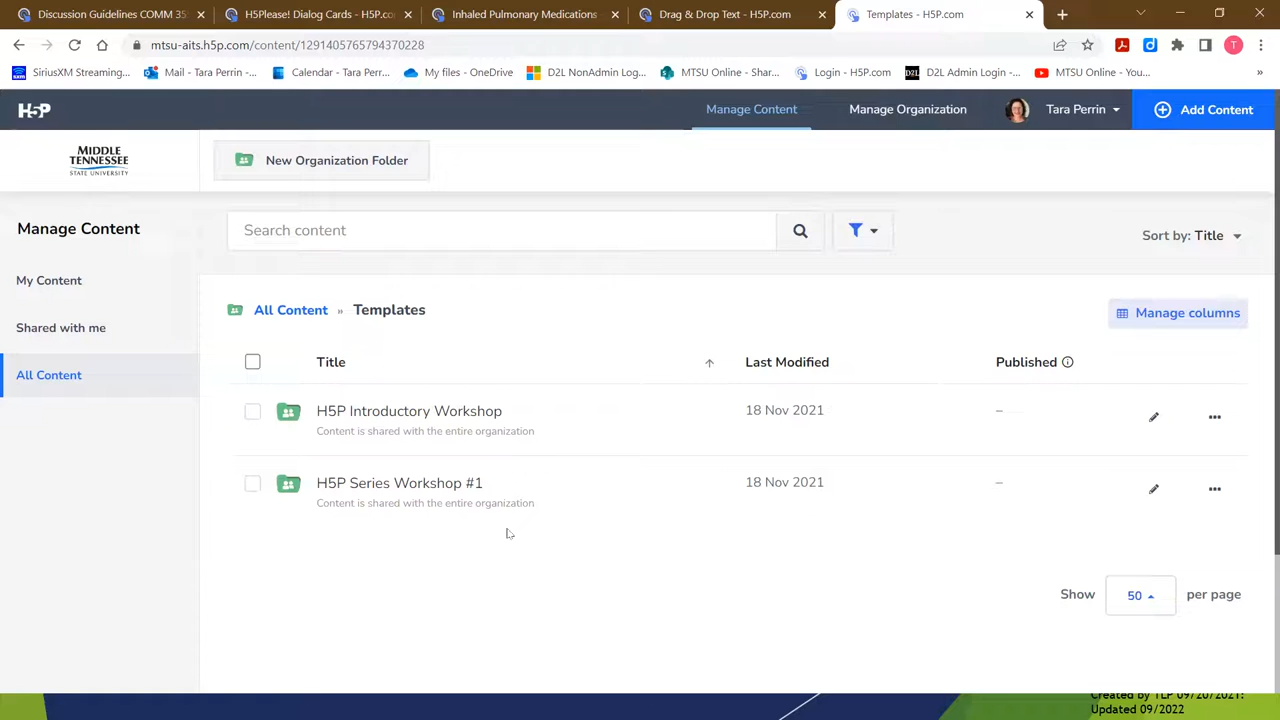 Discussion Guidelines COMM 35
H5Please! Dialog Cards - H5P.co
Inhaled Pulmonary Medications
Drag & Drop Text - H5P.com
Templates - H5P.com
mtsu-aits.h5p.com/content/1291405765794370228
SiriusXM Streaming...
Mail - Tara Perrin -...
Calendar - Tara Perr...
My files - OneDrive
D2L NonAdmin Log...
MTSU Online - Shar...
Login - H5P.com
D2L Admin Login -...
MTSU Online - You...
»
H5P
Manage Content
Manage Organization
Tara Perrin
Add Content
MIDDLE
TENNESSEE
STATE UNIVERSITY
New Organization Folder
Manage Content
Search content
Sort by: Title
My Content
Shared with me
All Content
All Content » Templates
Manage columns
Title
Last Modified
Published
H5P Introductory Workshop
Content is shared with the entire organization
18 Nov 2021
–
H5P Series Workshop #1
Content is shared with the entire organization
18 Nov 2021
–
Show 50 per page
Created by TLP 09/20/2021:
Updated 09/2022